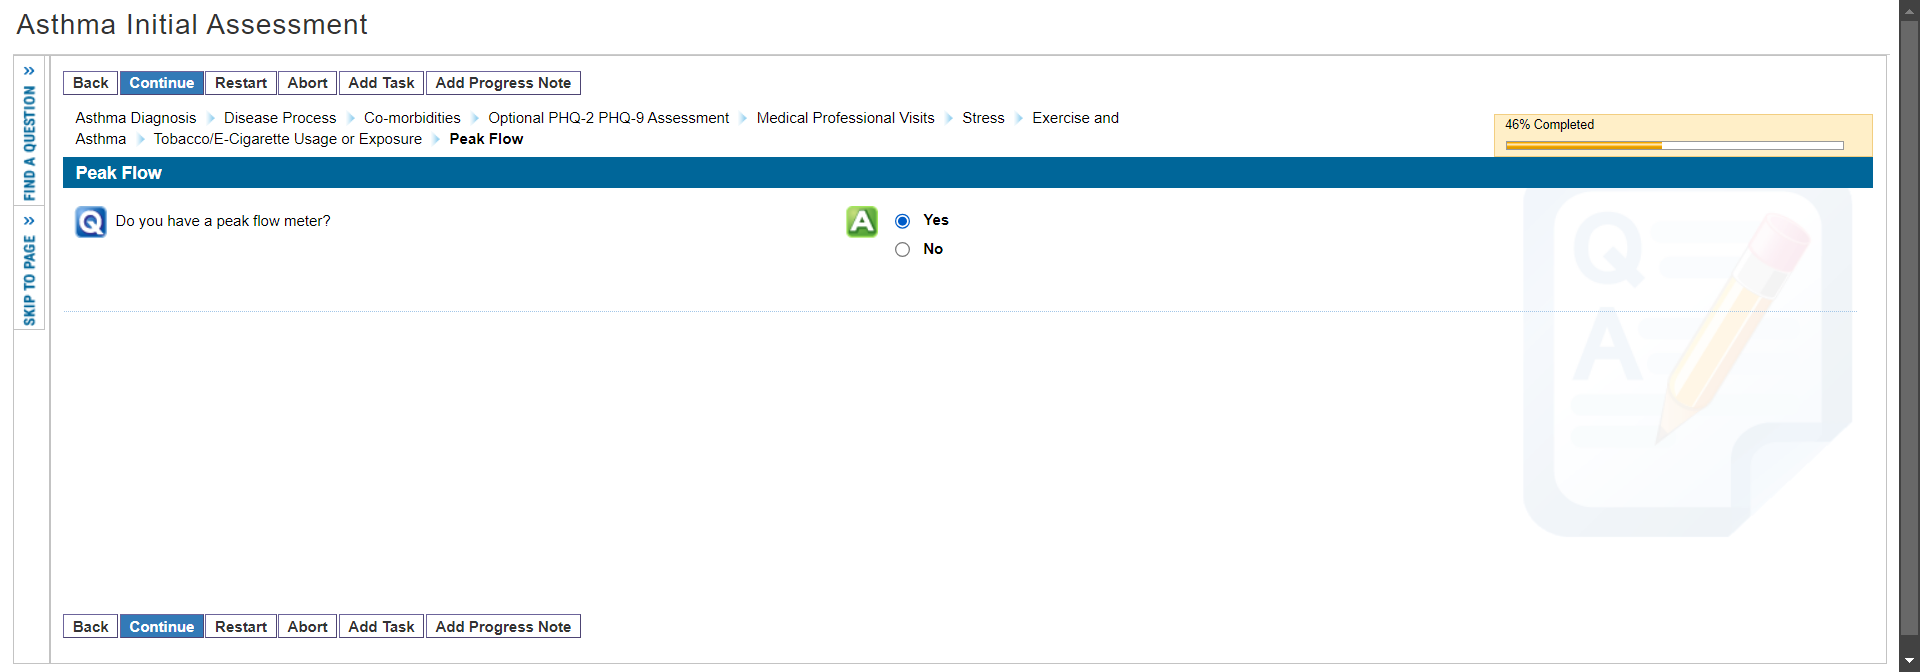 Asthma Initial Assessment
FIND A QUESTION
SKIP TO PAGE
Back Continue Restart Abort Add Task Add Progress Note
Asthma Diagnosis Disease Process Co-morbidities Optional PHQ-2 PHQ-9 Assessment Medical Professional Visits Stress Exercise and
Asthma Tobacco/E-Cigarette Usage or Exposure Peak Flow
46% Completed
Peak Flow
Q Do you have a peak flow meter?
A Yes
No
Q
A
Back Continue Restart Abort Add Task Add Progress Note